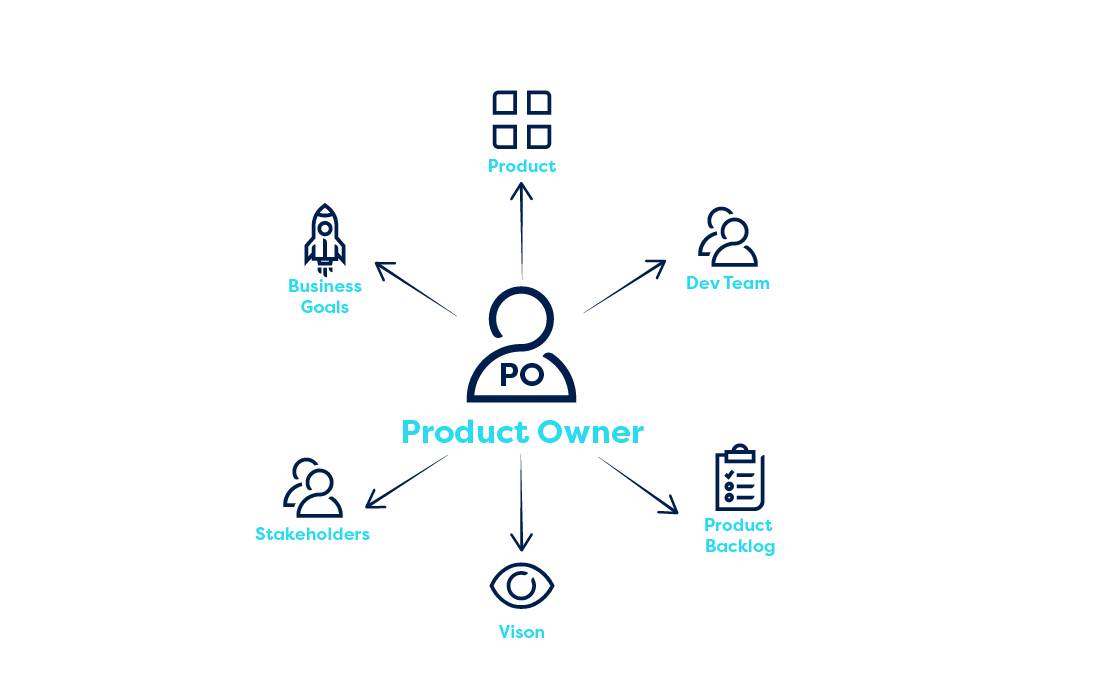 Product
Business
Goals
Dev Team
PO
Product Owner
Stakeholders
Product
Backlog
Vison